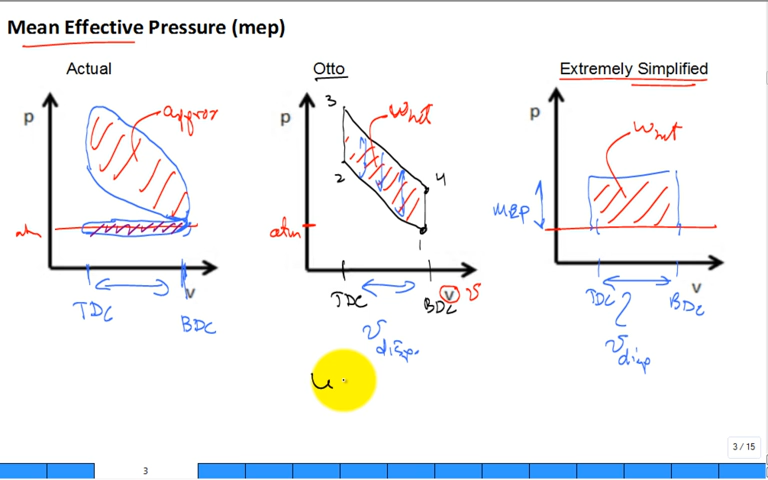 Mean Effective Pressure (mep)
Actual
Otto
Extremely Simplified
p
approx
atm
TDC
BDC
v
p
3
Wnet
2
4
atm
1
TDC
BDC
v
v
vdisp.
p
Wnet
MEP
TDC
BDC
v
vdisp
3 / 15
3